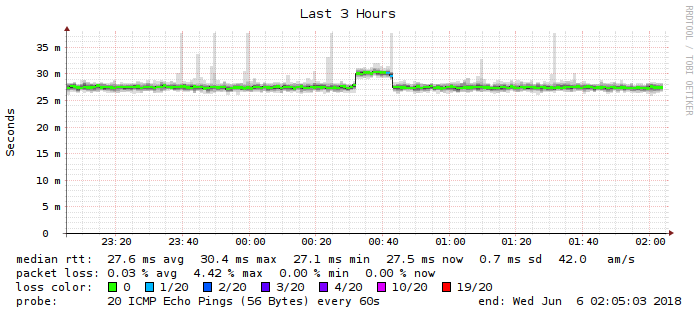 Last 3 Hours
RRDTOOL / TOBI OETIKER
Seconds
35 m
30 m
25 m
20 m
15 m
10 m
5 m
0
23:20 23:40 00:00 00:20 00:40 01:00 01:20 01:40 02:00
median rtt: 27.6 ms avg 30.4 ms max 27.1 ms min 27.5 ms now 0.7 ms sd 42.0 am/s
packet loss: 0.03 % avg 4.42 % max 0.00 % min 0.00 % now
loss color: 0 1/20 2/20 3/20 4/20 10/20 19/20
probe: 20 ICMP Echo Pings (56 Bytes) every 60s end: Wed Jun 6 02:05:03 2018